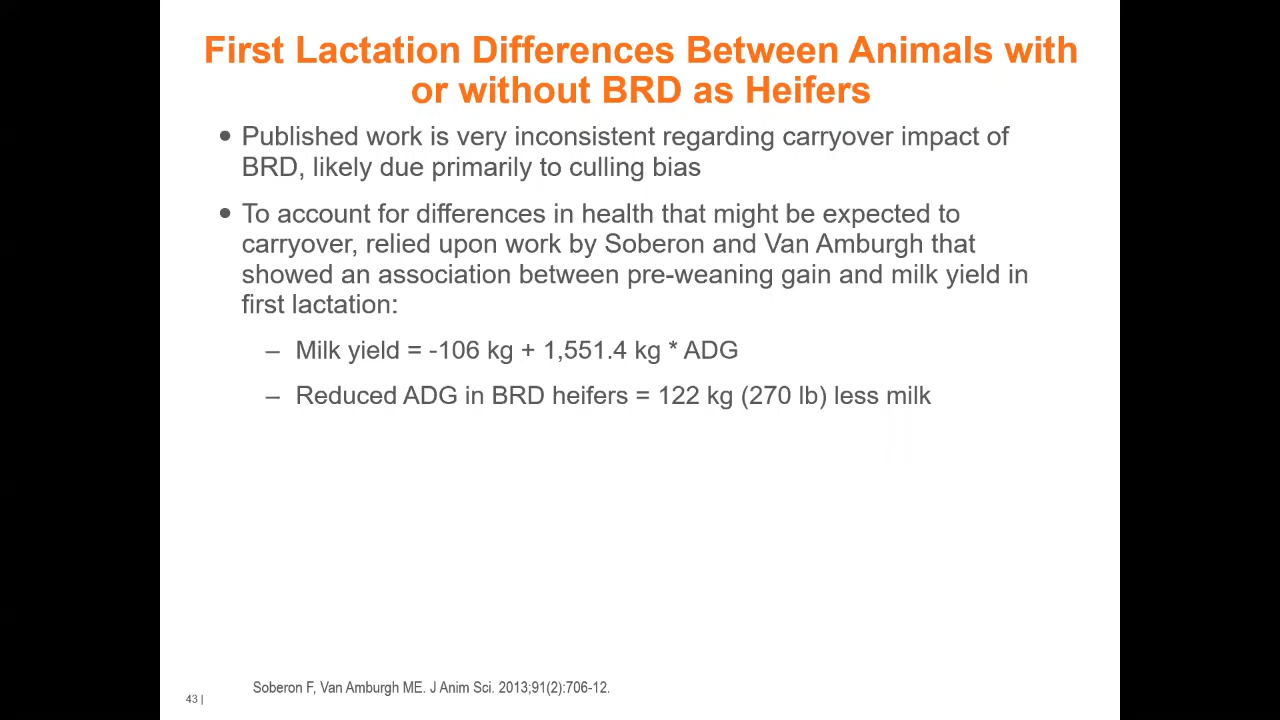 First Lactation Differences Between Animals with
or without BRD as Heifers
• Published work is very inconsistent regarding carryover impact of
BRD, likely due primarily to culling bias
• To account for differences in health that might be expected to
carryover, relied upon work by Soberon and Van Amburgh that
showed an association between pre-weaning gain and milk yield in
first lactation:
– Milk yield = -106 kg + 1,551.4 kg * ADG
– Reduced ADG in BRD heifers = 122 kg (270 lb) less milk
Soberon F, Van Amburgh ME. J Anim Sci. 2013;91(2):706-12.
43 |